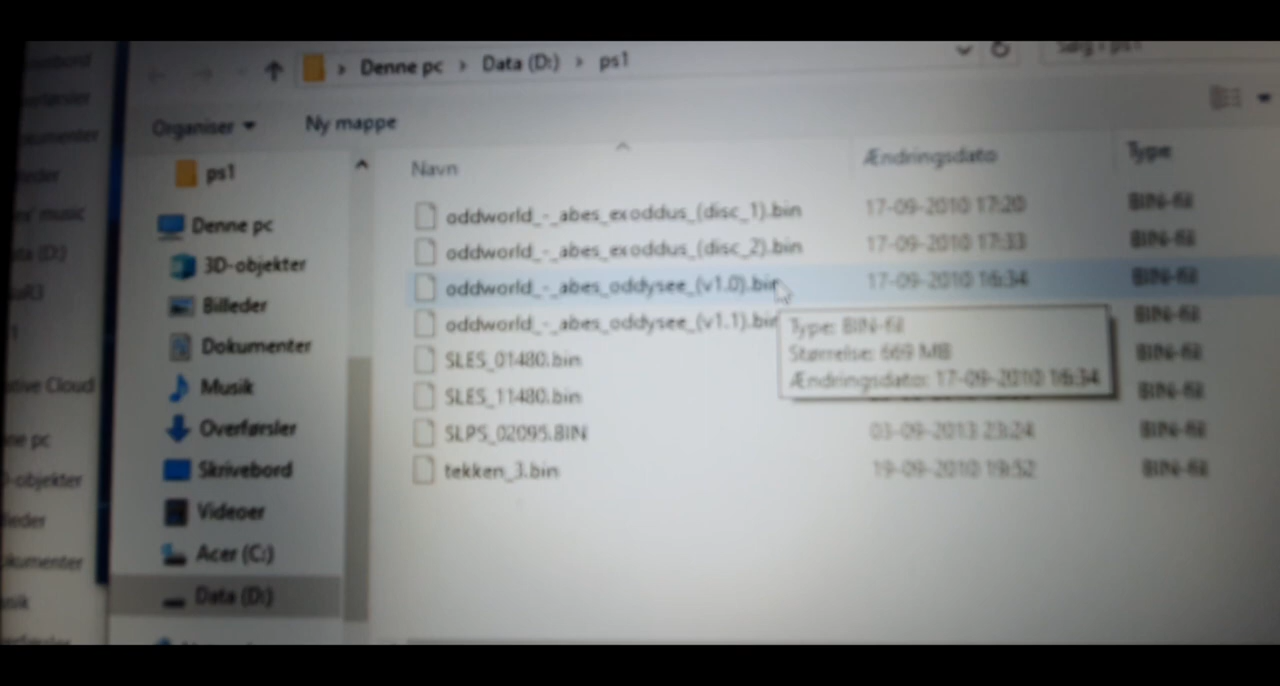 Denne pc > Data (D:) > ps1
Organiser
Ny mappe
Navn
Ændringsdato
Type
ps1
Denne pc
3D-objekter
Billeder
Dokumenter
Musik
Overførsler
Skrivebord
Videoer
Acer (C:)
Data (D:)
oddworld_-_abes_exoddus_(disc_1).bin 17-09-2010 17:20 BIN-fil
oddworld_-_abes_exoddus_(disc_2).bin 17-09-2010 17:33 BIN-fil
oddworld_-_abes_oddysee_(v1.0).bin 17-09-2010 16:34 BIN-fil
oddworld_-_abes_oddysee_(v1.1).bin BIN-fil
SLES_01480.bin BIN-fil
SLES_11480.bin BIN-fil
SLPS_02095.BIN 03-09-2013 23:24 BIN-fil
tekken_3.bin 19-09-2010 19:52 BIN-fil
Type: BIN-fil
Størrelse: 669 MB
Ændringsdato: 17-09-2010 16:34